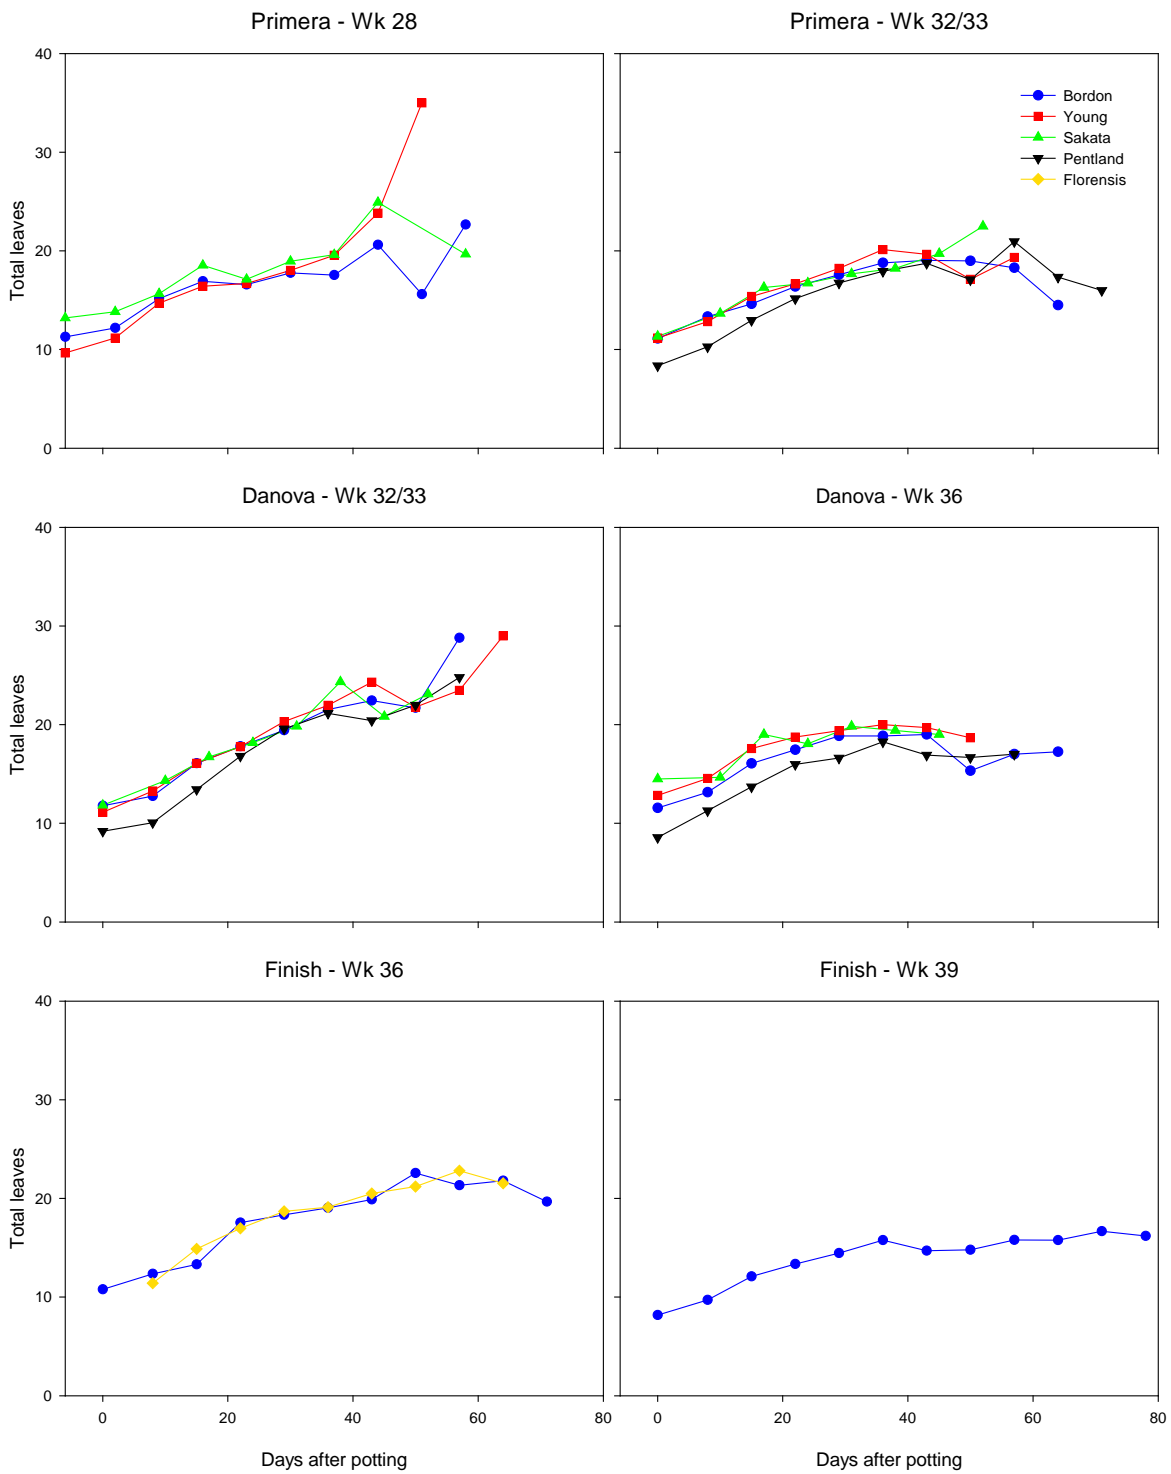 Primera - Wk 28
Primera - Wk 32/33
40
30
20
10
0
Total leaves
Bordon
Young
Sakata
Pentland
Florensis
Danova - Wk 32/33
Danova - Wk 36
40
30
20
10
0
Total leaves
Finish - Wk 36
Finish - Wk 39
40
30
20
10
0
Total leaves
0 20 40 60 80
0 20 40 60 80
Days after potting
Days after potting